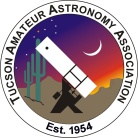 TUCSON AMATEUR ASTRONOMY ASSOCIATION
Est. 1954